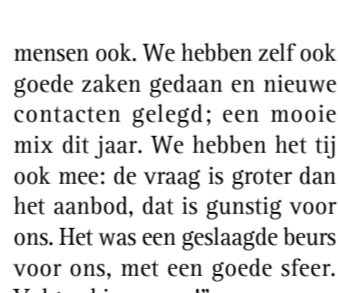 mensen ook. We hebben zelf ook
goede zaken gedaan en nieuwe
contacten gelegd; een mooie
mix dit jaar. We hebben het tij
ook mee: de vraag is groter dan
het aanbod, dat is gunstig voor
ons. Het was een geslaagde beurs
voor ons, met een goede sfeer.